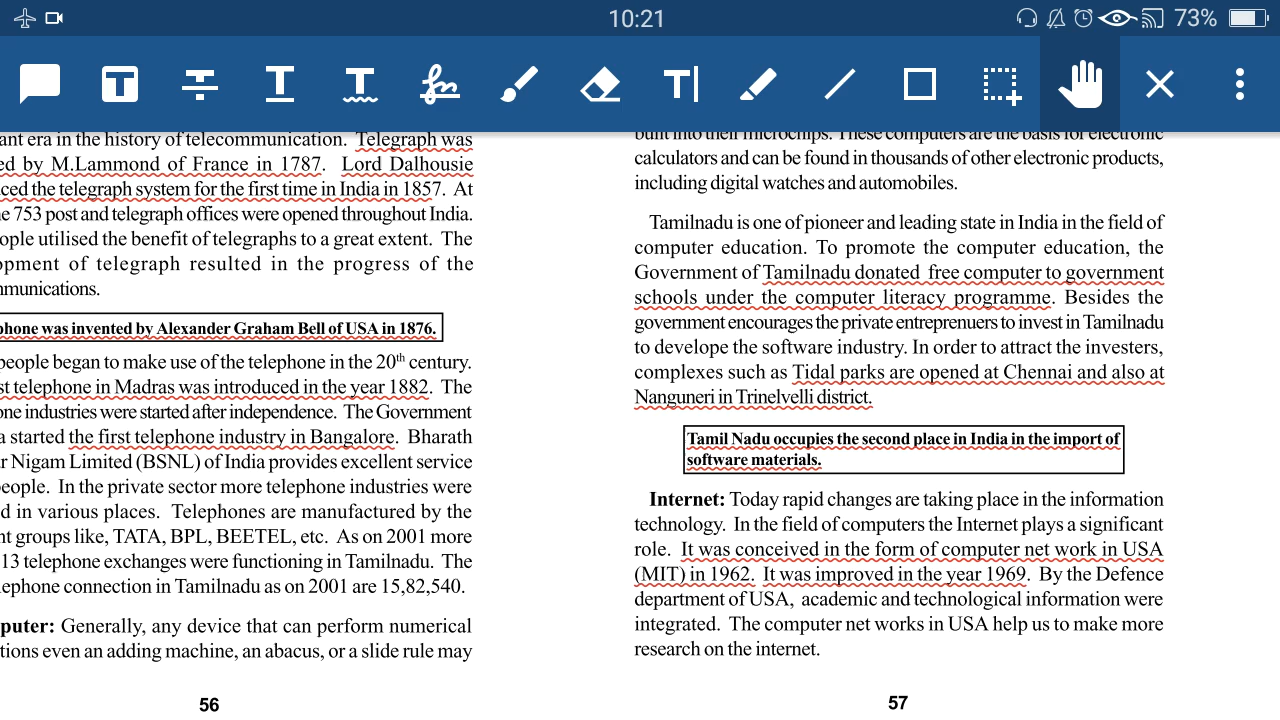 10:21
73%
ant era in the history of telecommunication. Telegraph was
ed by M.Lammond of France in 1787. Lord Dalhousie
ced the telegraph system for the first time in India in 1857. At
e 753 post and telegraph offices were opened throughout India.
ople utilised the benefit of telegraphs to a great extent. The
opment of telegraph resulted in the progress of the
mmunications.
phone was invented by Alexander Graham Bell of USA in 1876.
people began to make use of the telephone in the 20th century.
st telephone in Madras was introduced in the year 1882. The
one industries were started after independence. The Government
a started the first telephone industry in Bangalore. Bharath
r Nigam Limited (BSNL) of India provides excellent service
people. In the private sector more telephone industries were
d in various places. Telephones are manufactured by the
nt groups like, TATA, BPL, BEETEL, etc. As on 2001 more
13 telephone exchanges were functioning in Tamilnadu. The
lephone connection in Tamilnadu as on 2001 are 15,82,540.
puter: Generally, any device that can perform numerical
tions even an adding machine, an abacus, or a slide rule may
56
built into their microchips. These computers are the basis for electronic
calculators and can be found in thousands of other electronic products,
including digital watches and automobiles.
Tamilnadu is one of pioneer and leading state in India in the field of
computer education. To promote the computer education, the
Government of Tamilnadu donated free computer to government
schools under the computer literacy programme. Besides the
government encourages the private entreprenuers to invest in Tamilnadu
to develope the software industry. In order to attract the investers,
complexes such as Tidal parks are opened at Chennai and also at
Nanguneri in Trinelvelli district.
Tamil Nadu occupies the second place in India in the import of
software materials.
Internet: Today rapid changes are taking place in the information
technology. In the field of computers the Internet plays a significant
role. It was conceived in the form of computer net work in USA
(MIT) in 1962. It was improved in the year 1969. By the Defence
department of USA, academic and technological information were
integrated. The computer net works in USA help us to make more
research on the internet.
57